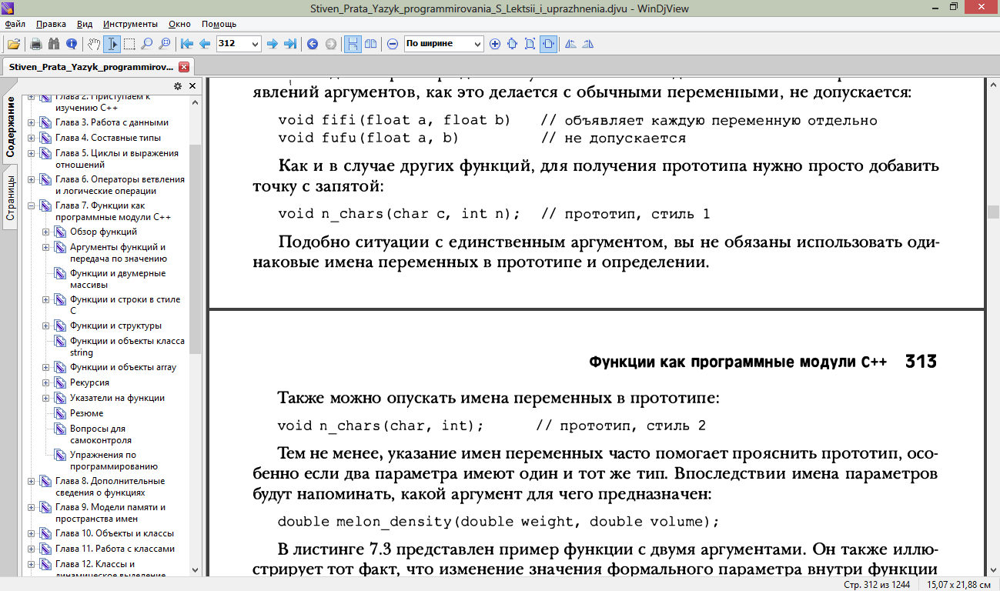 Stiven_Prata_Yazyk_programmirovania_S_Lektsii_i_uprazhnenia.djvu - WinDjView
Файл Правка Вид Инструменты Окно Помощь
312 По ширине
Stiven_Prata_Yazyk_programmirov...
Содержание
Страницы
Глава 2. Приступаем к
изучению C++
Глава 3. Работа с данными
Глава 4. Составные типы
Глава 5. Циклы и выражения
отношений
Глава 6. Операторы ветвления
и логические операции
Глава 7. Функции как
программные модули C++
Обзор функций
Аргументы функций и
передача по значению
Функции и двумерные
массивы
Функции и строки в стиле
C
Функции и структуры
Функции и объекты класса
string
Функции и объекты array
Рекурсия
Указатели на функции
Резюме
Вопросы для
самоконтроля
Упражнения по
программированию
Глава 8. Дополнительные
сведения о функциях
Глава 9. Модели памяти и
пространства имен
Глава 10. Объекты и классы
Глава 11. Работа с классами
Глава 12. Классы и
динамическое выделение
явлений аргументов, как это делается с обычными переменными, не допускается:
void fifi(float a, float b) // объявляет каждую переменную отдельно
void fufu(float a, b) // не допускается
Как и в случае других функций, для получения прототипа нужно просто добавить
точку с запятой:
void n_chars(char c, int n); // прототип, стиль 1
Подобно ситуации с единственным аргументом, вы не обязаны использовать оди-
наковые имена переменных в прототипе и определении.
Функции как программные модули C++ 313
Также можно опускать имена переменных в прототипе:
void n_chars(char, int); // прототип, стиль 2
Тем не менее, указание имен переменных часто помогает прояснить прототип, осо-
бенно если два параметра имеют один и тот же тип. Впоследствии имена параметров
будут напоминать, какой аргумент для чего предназначен:
double melon_density(double weight, double volume);
В листинге 7.3 представлен пример функции с двумя аргументами. Он также иллю-
стрирует тот факт, что изменение значения формального параметра внутри функции
Стр. 312 из 1244 15,07 x 21,88 см